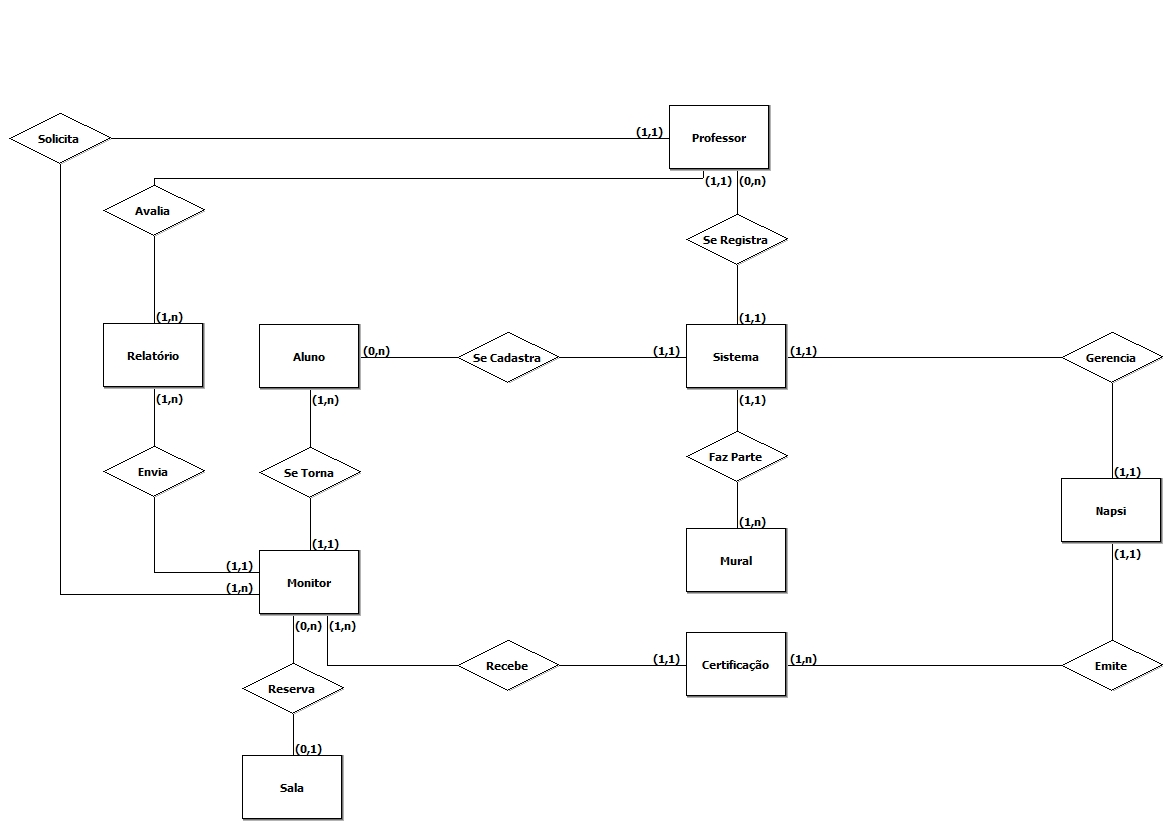 Solicita
(1,1)
Professor
(1,1)
(0,n)
Avalia
Se Registra
(1,n)
(1,1)
Relatório
Aluno
(0,n)
Se Cadastra
(1,1)
Sistema
(1,1)
Gerencia
(1,n)
(1,n)
(1,1)
Envia
Se Torna
Faz Parte
(1,1)
(1,n)
Napsi
(1,1)
(1,1)
Mural
(1,1)
(1,n)
Monitor
(0,n)
(1,n)
Recebe
(1,1)
Certificação
(1,n)
Emite
Reserva
(0,1)
Sala